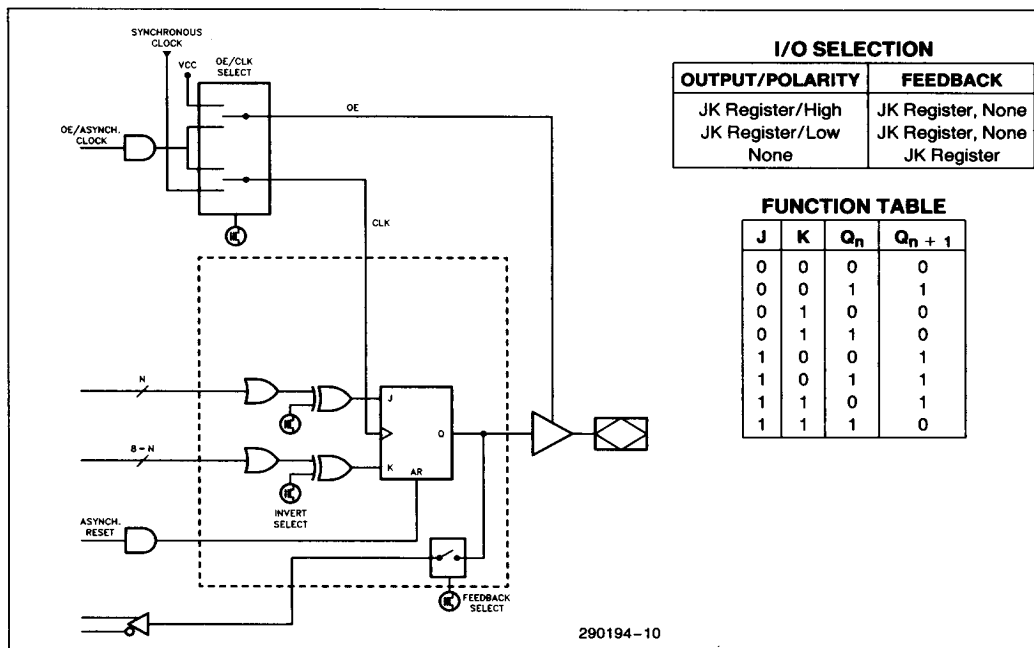 SYNCHRONOUS
CLOCK
VCC
OE/CLK
SELECT
OE
OE/ASYNCH.
CLOCK
CLK
N
J
Q
8-N
K
AR
INVERT
SELECT
ASYNCH.
RESET
FEEDBACK
SELECT
290194-10
I/O SELECTION
OUTPUT/POLARITY FEEDBACK
JK Register/High JK Register, None
JK Register/Low JK Register, None
None JK Register
FUNCTION TABLE
J K Qn Qn + 1
0 0 0 0
0 0 1 1
0 1 0 0
0 1 1 0
1 0 0 1
1 0 1 1
1 1 0 1
1 1 1 0